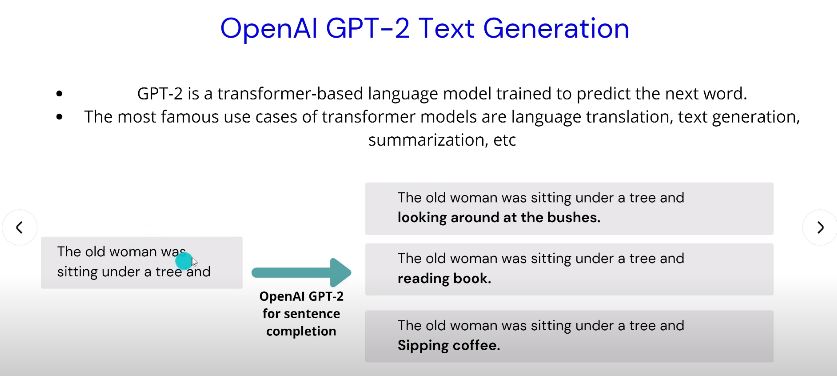 OpenAI GPT-2 Text Generation
GPT-2 is a transformer-based language model trained to predict the next word.
The most famous use cases of transformer models are language translation, text generation,
summarization, etc
The old woman was
sitting under a tree and
OpenAI GPT-2
for sentence
completion
The old woman was sitting under a tree and
looking around at the bushes.
The old woman was sitting under a tree and
reading book.
The old woman was sitting under a tree and
Sipping coffee.